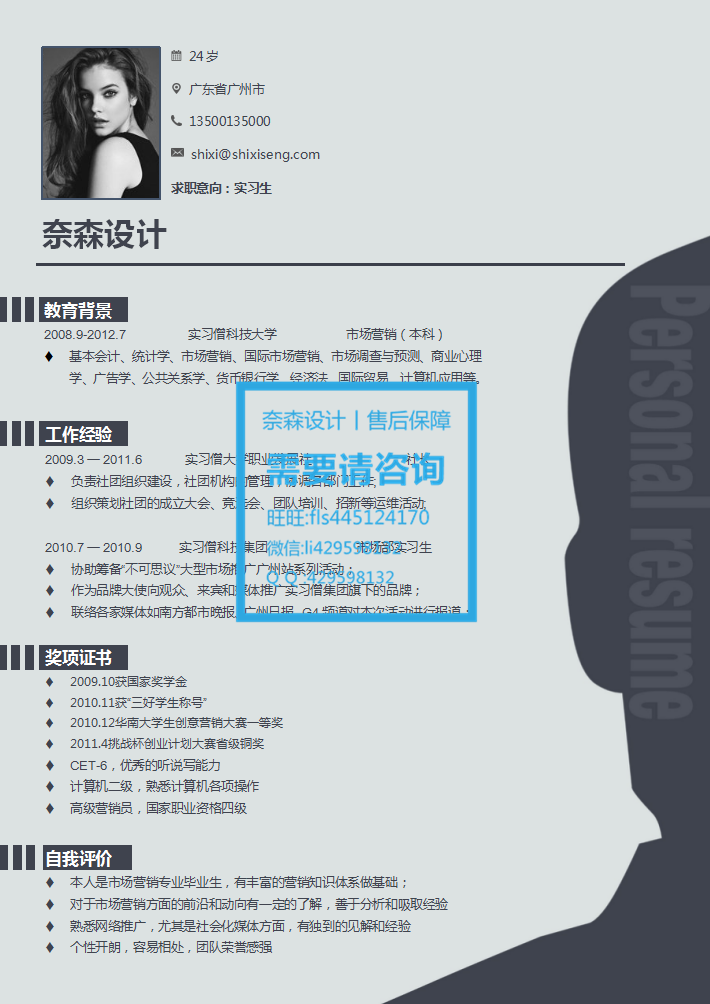 24岁
广东省广州市
13500135000
shixi@shixiseng.com
求职意向：实习生
奈森设计
Personal resume
教育背景
2008.9-2012.7 实习僧科技大学 市场营销（本科）
基本会计、统计学、市场营销、国际市场营销、市场调查与预测、商业心理
学、广告学、公共关系学、货币银行学、经济法、国际贸易、计算机应用等。
奈森设计丨售后保障
需要请咨询
旺旺:fls445124170
微信:li429598132
Q Q :429598132
工作经验
2009.3 — 2011.6 实习僧大学职业发展社 社长
负责社团组织建设，社团机构的管理，协调各部门工作;
组织策划社团的成立大会、竞选会、团队培训、招新等运维活动;
2010.7 — 2010.9 实习僧科技集团 市场部实习生
协助筹备“不可思议”大型市场推广广州站系列活动；
作为品牌大使向观众、来宾和媒体推广实习僧集团旗下的品牌；
联络各家媒体如南方都市晚报、广州日报、G4 频道对本次活动进行报道；
奖项证书
2009.10获国家奖学金
2010.11获“三好学生称号”
2010.12华南大学生创意营销大赛一等奖
2011.4挑战杯创业计划大赛省级铜奖
CET-6，优秀的听说写能力
计算机二级，熟悉计算机各项操作
高级营销员，国家职业资格四级
自我评价
本人是市场营销专业毕业生，有丰富的营销知识体系做基础；
对于市场营销方面的前沿和动向有一定的了解，善于分析和吸取经验
熟悉网络推广，尤其是社会化媒体方面，有独到的见解和经验
个性开朗，容易相处，团队荣誉感强